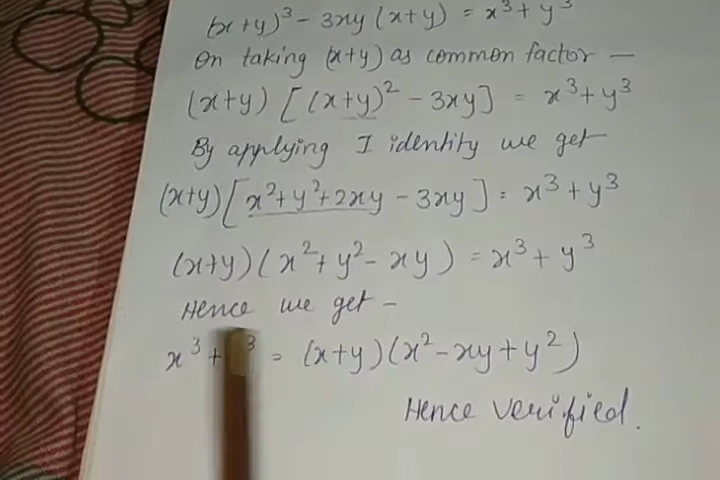 (x+y)³ - 3xy (x+y) = x³+y³
On taking (x+y) as common factor —
(x+y) [(x+y)² - 3xy] = x³+y³
By applying I identity we get
(x+y)[x²+y²+2xy - 3xy] = x³+y³
(x+y)(x²+y²-xy) = x³+y³
Hence we get -
x³ + ³ = (x+y)(x²-xy+y²)
Hence verified.